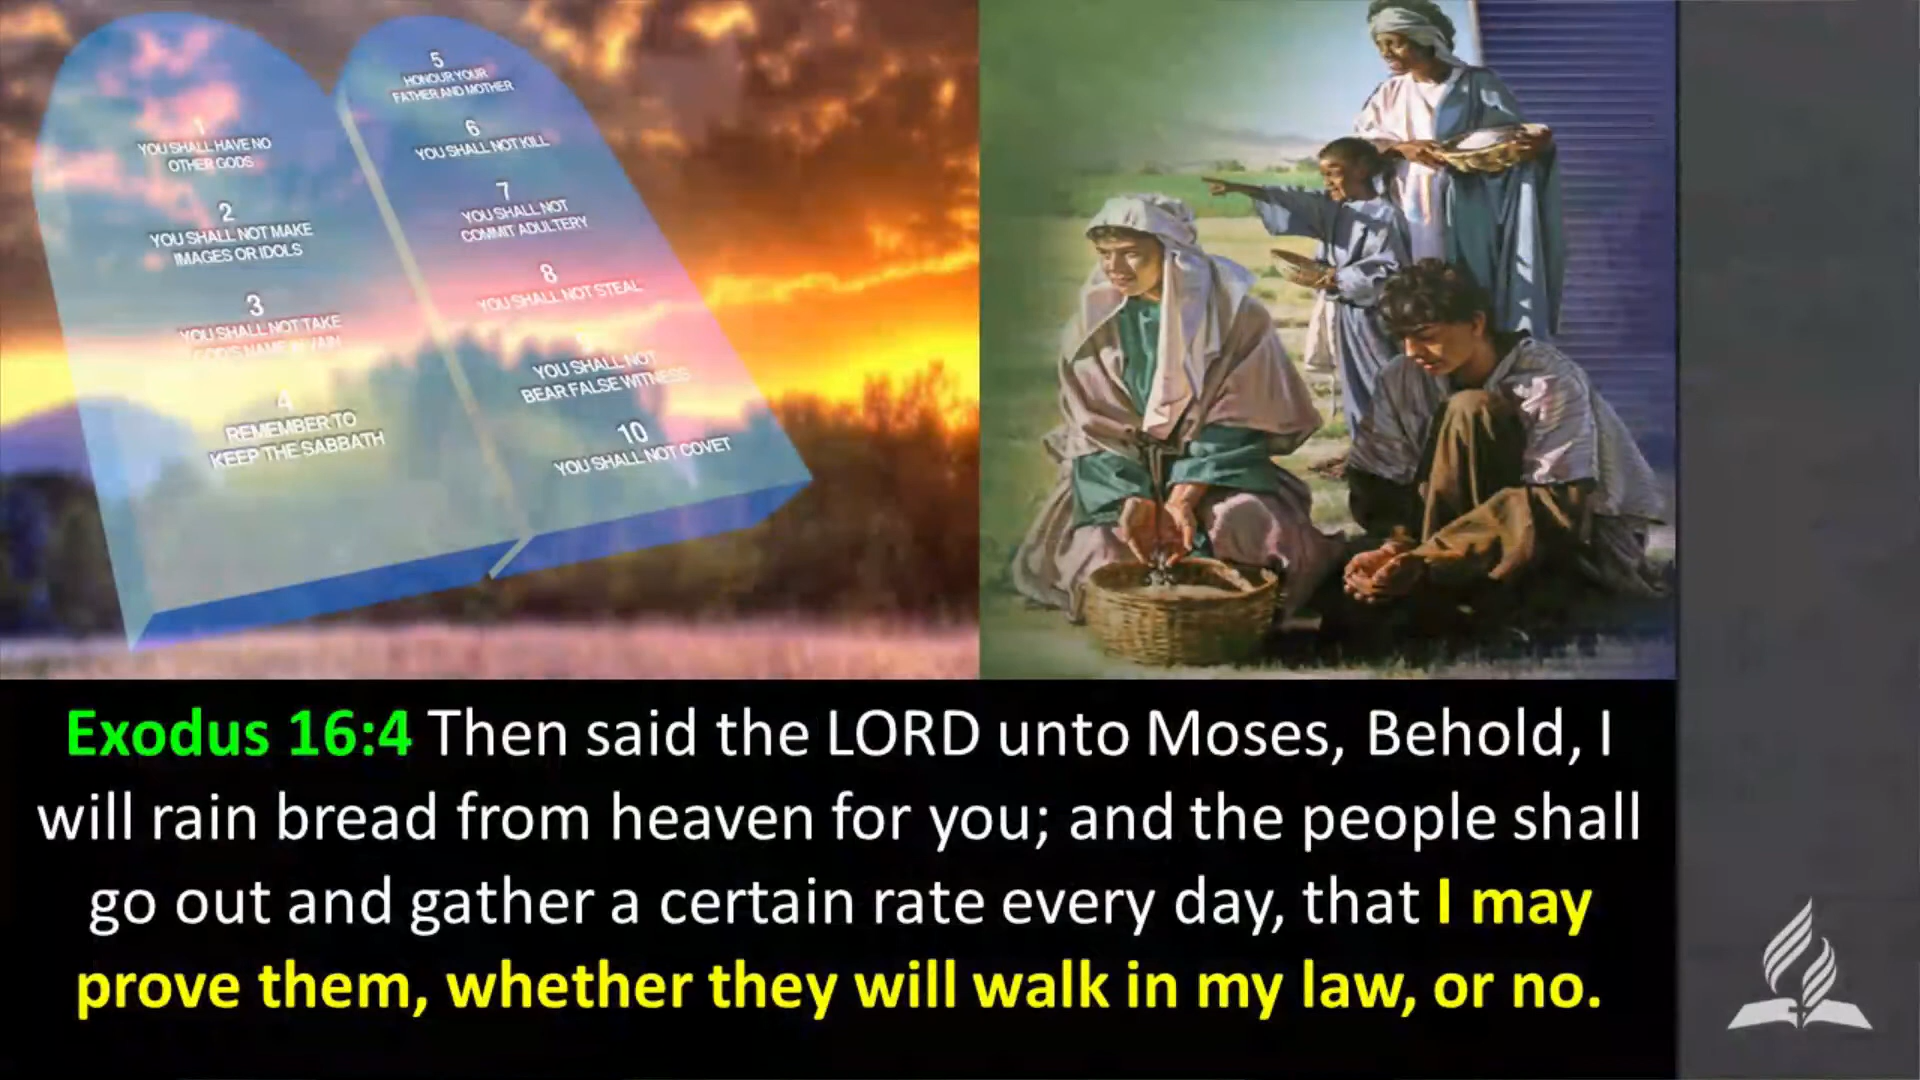 1
YOU SHALL HAVE NO
OTHER GODS
2
YOU SHALL NOT MAKE
IMAGES OR IDOLS
3
YOU SHALL NOT TAKE
GOD'S NAME IN VAIN
4
REMEMBER TO
KEEP THE SABBATH
5
HONOUR YOUR
FATHER AND MOTHER
6
YOU SHALL NOT KILL
7
YOU SHALL NOT
COMMIT ADULTERY
8
YOU SHALL NOT STEAL
9
YOU SHALL NOT
BEAR FALSE WITNESS
10
YOU SHALL NOT COVET
Exodus 16:4 Then said the LORD unto Moses, Behold, I
will rain bread from heaven for you; and the people shall
go out and gather a certain rate every day, that I may
prove them, whether they will walk in my law, or no.